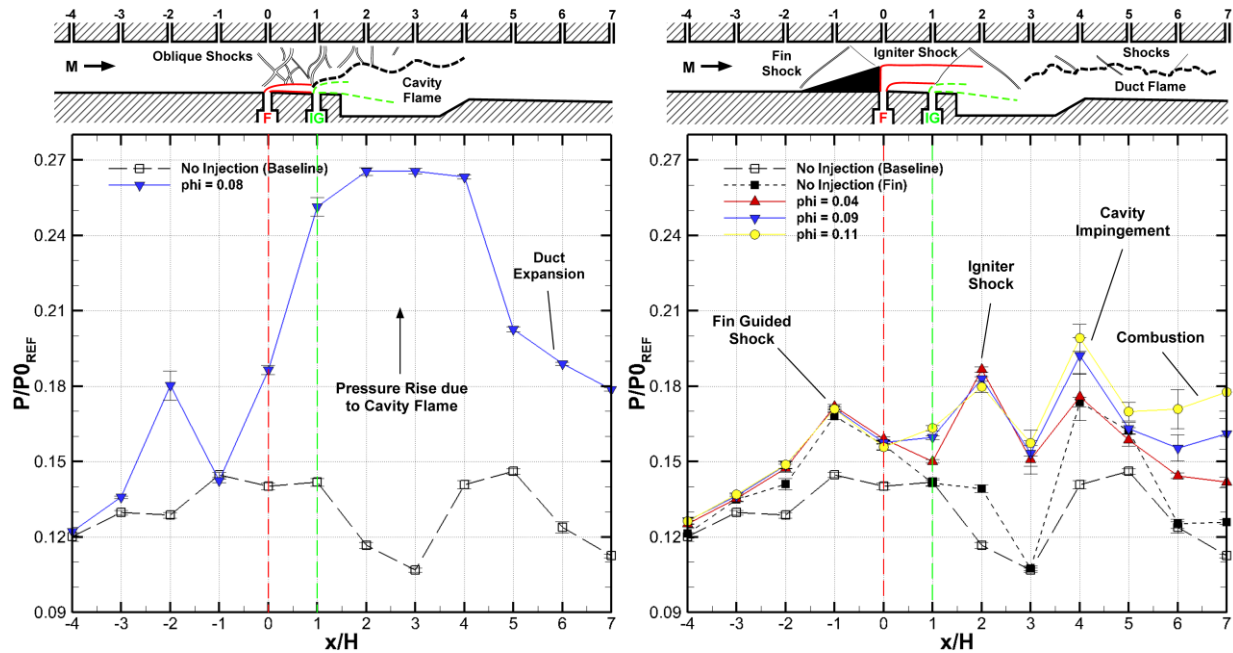 -4 -3 -2 -1 0 1 2 3 4 5 6 7
Oblique Shocks
M
Cavity
Flame
F
IG
0.27
0.24
0.21
0.18
0.15
0.12
0.09
P/P0REF
No Injection (Baseline)
phi = 0.08
Duct
Expansion
Pressure Rise due
to Cavity Flame
-4 -3 -2 -1 0 1 2 3 4 5 6 7
x/H
-4 -3 -2 -1 0 1 2 3 4 5 6 7
Fin
Shock
Igniter Shock
Shocks
M
Duct Flame
F
IG
0.27
0.24
0.21
0.18
0.15
0.12
0.09
P/P0REF
No Injection (Baseline)
No Injection (Fin)
phi = 0.04
phi = 0.09
phi = 0.11
Cavity
Impingement
Igniter
Shock
Fin Guided
Shock
Combustion
-4 -3 -2 -1 0 1 2 3 4 5 6 7
x/H